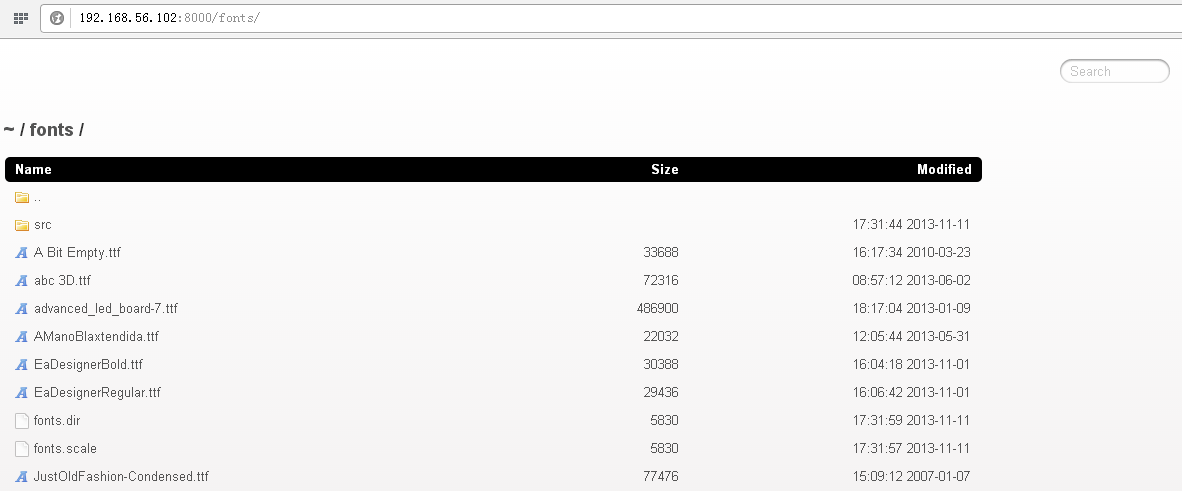 192.168.56.102:8000/fonts/
Search
~ / fonts /
Name Size Modified
..
src 17:31:44 2013-11-11
A Bit Empty.ttf 33688 16:17:34 2010-03-23
abc 3D.ttf 72316 08:57:12 2013-06-02
advanced_led_board-7.ttf 486900 18:17:04 2013-01-09
AManoBlaxtendida.ttf 22032 12:05:44 2013-05-31
EaDesignerBold.ttf 30388 16:04:18 2013-11-01
EaDesignerRegular.ttf 29436 16:06:42 2013-11-01
fonts.dir 5830 17:31:59 2013-11-11
fonts.scale 5830 17:31:57 2013-11-11
JustOldFashion-Condensed.ttf 77476 15:09:12 2007-01-07